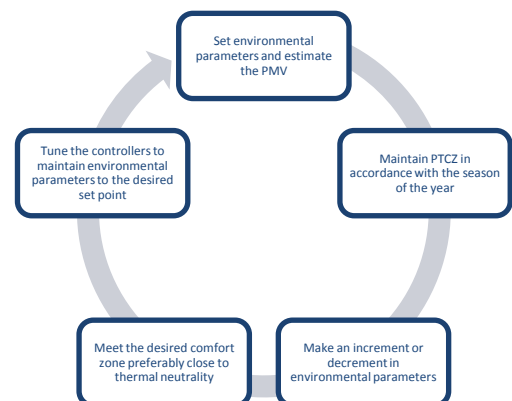 Set environmental
parameters and estimate
the PMV
Maintain PTCZ in
accordance with the season
of the year
Make an increment or
decrement in
environmental parameters
Meet the desired comfort
zone preferably close to
thermal neutrality
Tune the controllers to
maintain environmental
parameters to the desired
set point